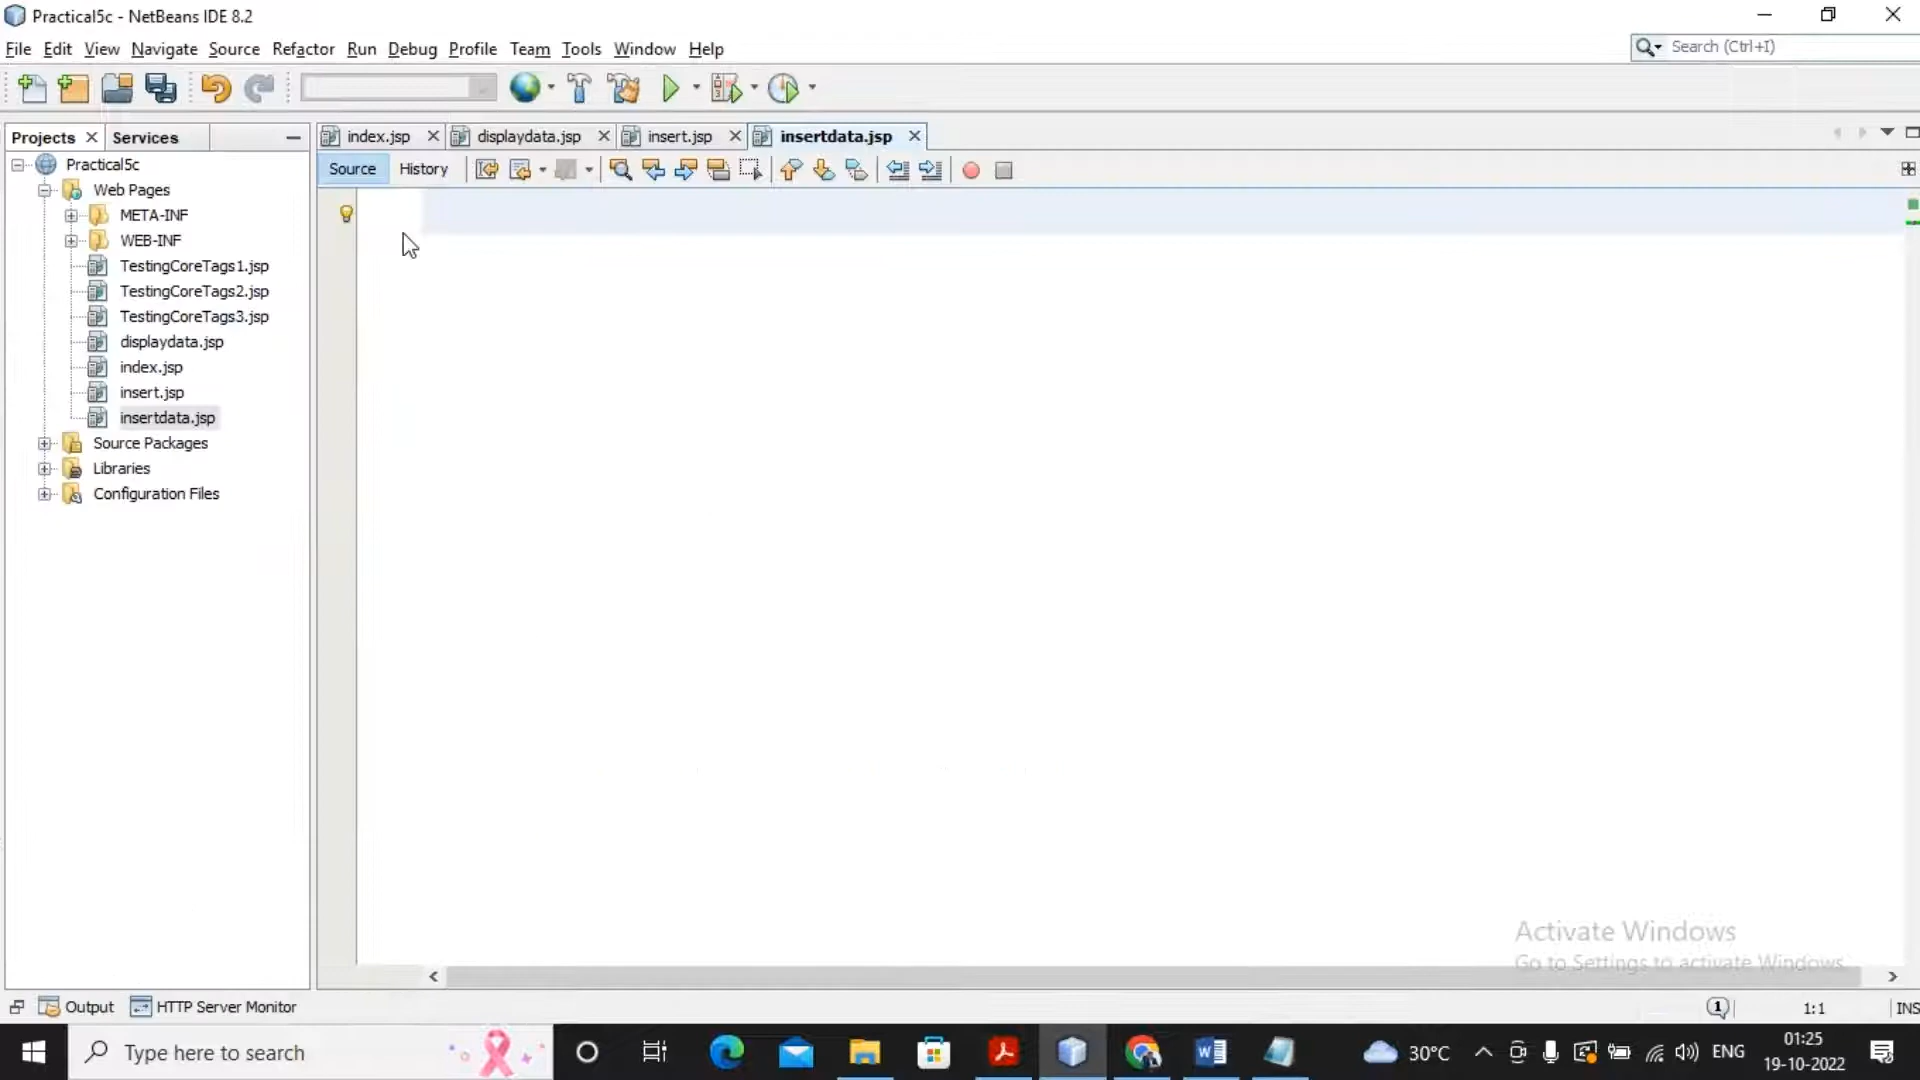 Practical5c - NetBeans IDE 8.2
File Edit View Navigate Source Refactor Run Debug Profile Team Tools Window Help
Search (Ctrl+I)
Projects Services
index.jsp displaydata.jsp insert.jsp insertdata.jsp
Source History
Practical5c
Web Pages
META-INF
WEB-INF
TestingCoreTags1.jsp
TestingCoreTags2.jsp
TestingCoreTags3.jsp
displaydata.jsp
index.jsp
insert.jsp
insertdata.jsp
Source Packages
Libraries
Configuration Files
Activate Windows
Go to Settings to activate Windows.
Output HTTP Server Monitor
1 1:1 INS
Type here to search
30°C ENG
01:25
19-10-2022